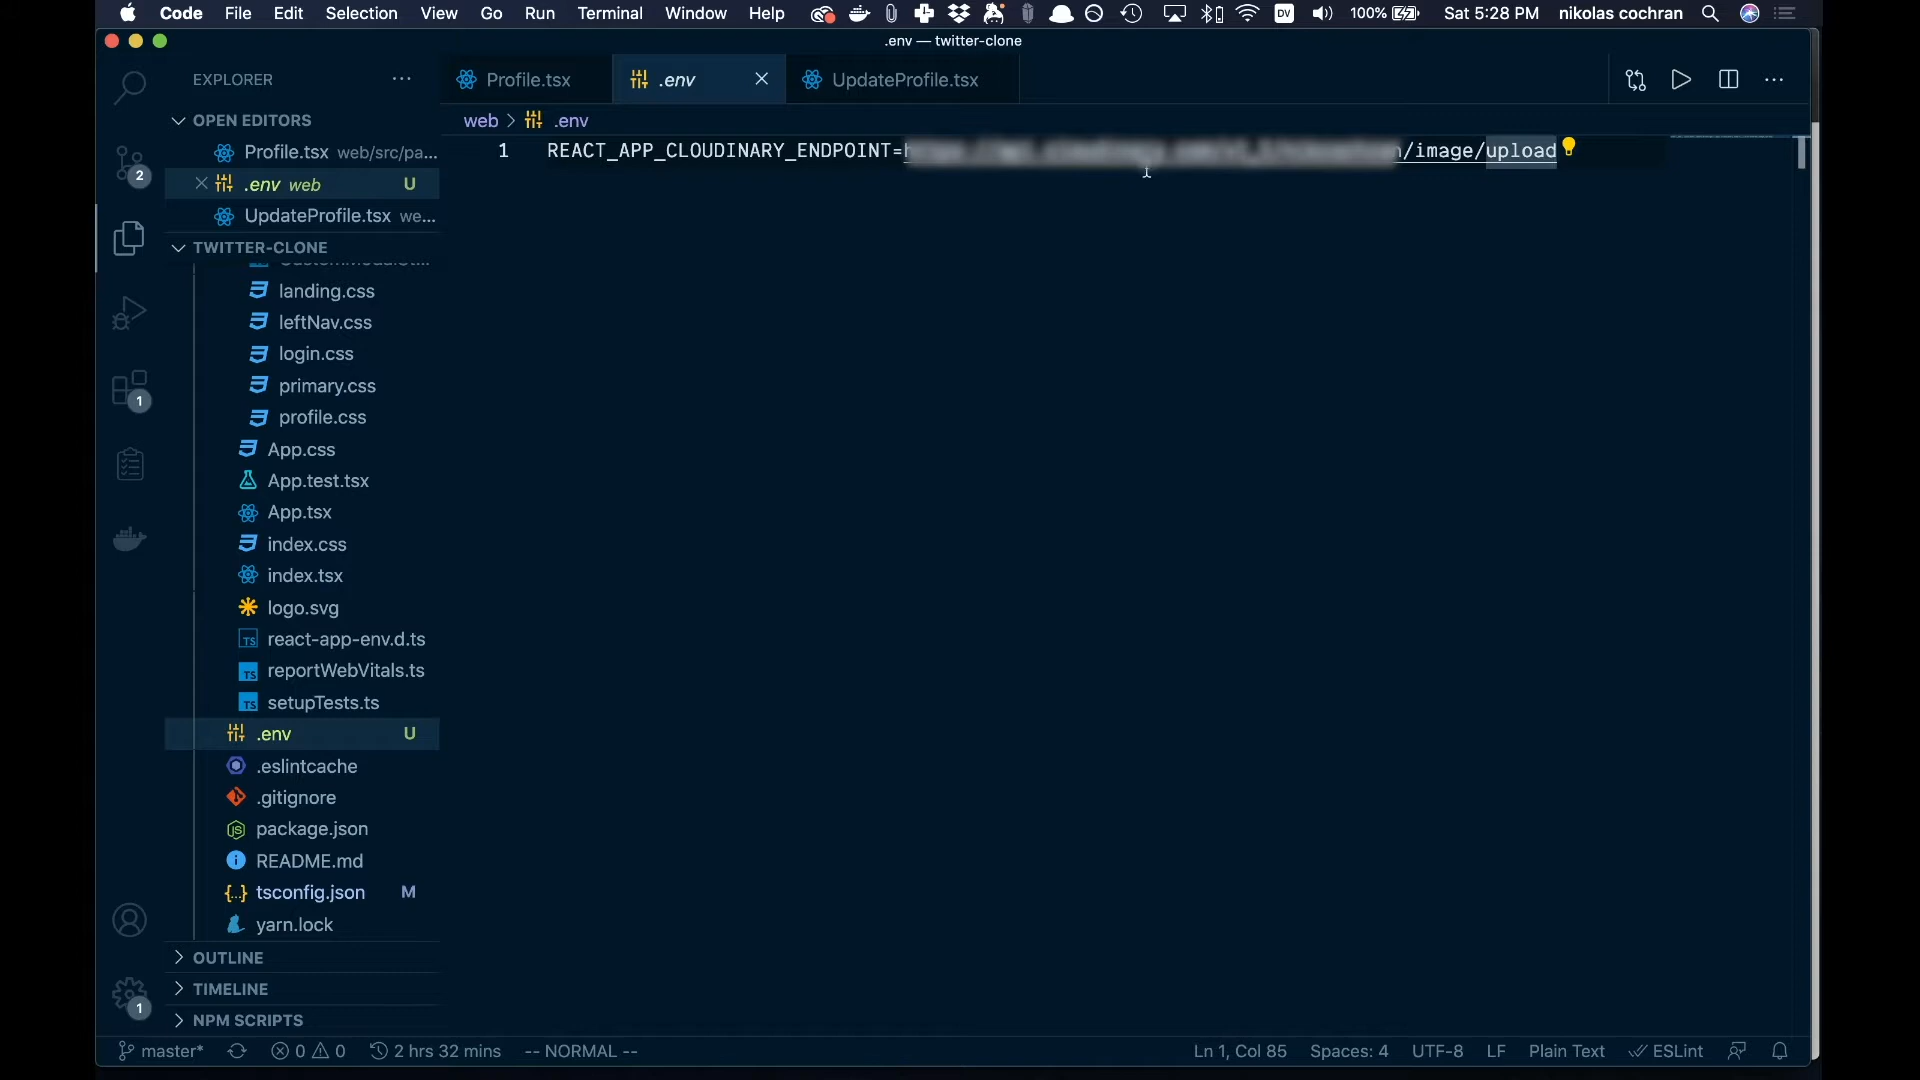 Code File Edit Selection View Go Run Terminal Window Help DV 100% Sat 5:28 PM nikolas cochran
.env — twitter-clone
EXPLORER
Profile.tsx
.env
UpdateProfile.tsx
OPEN EDITORS
Profile.tsx web/src/pa...
.env web U
UpdateProfile.tsx we...
web > .env
1 REACT_APP_CLOUDINARY_ENDPOINT= /image/upload
2
TWITTER-CLONE
landing.css
leftNav.css
login.css
primary.css
1
profile.css
App.css
App.test.tsx
App.tsx
index.css
index.tsx
logo.svg
react-app-env.d.ts
reportWebVitals.ts
setupTests.ts
.env U
.eslintcache
.gitignore
package.json
README.md
tsconfig.json M
yarn.lock
OUTLINE
TIMELINE
1
NPM SCRIPTS
master* 0 0 2 hrs 32 mins -- NORMAL -- Ln 1, Col 85 Spaces: 4 UTF-8 LF Plain Text ESLint